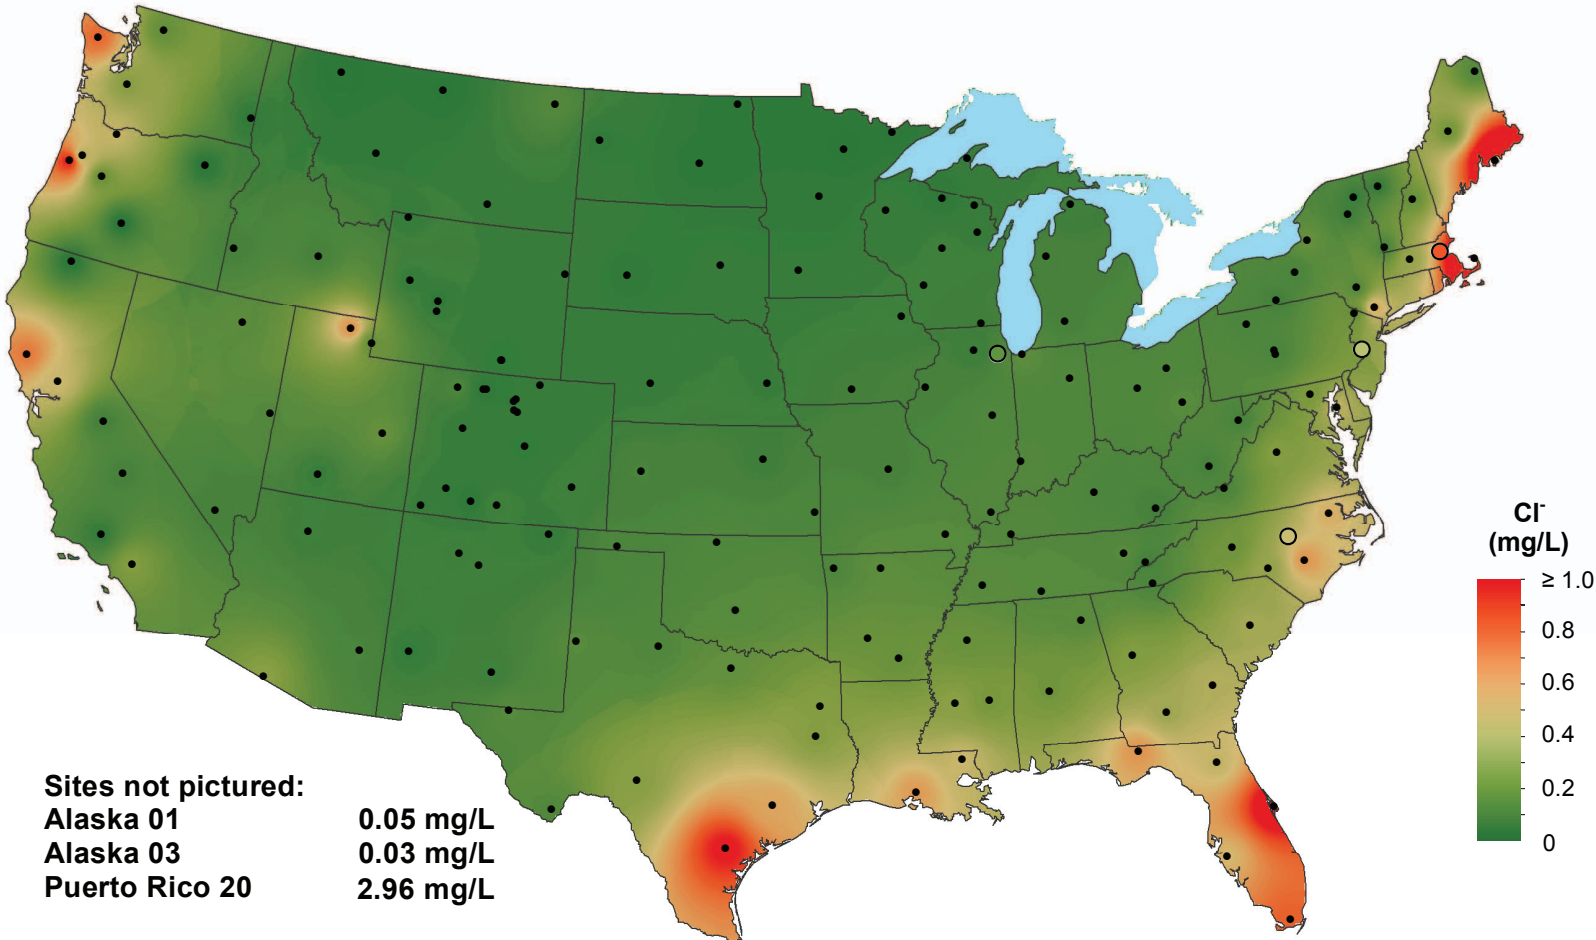 Sites not pictured:
Alaska 01 0.05 mg/L
Alaska 03 0.03 mg/L
Puerto Rico 20 2.96 mg/L
Cl⁻
(mg/L)
≥ 1.0
0.8
0.6
0.4
0.2
0